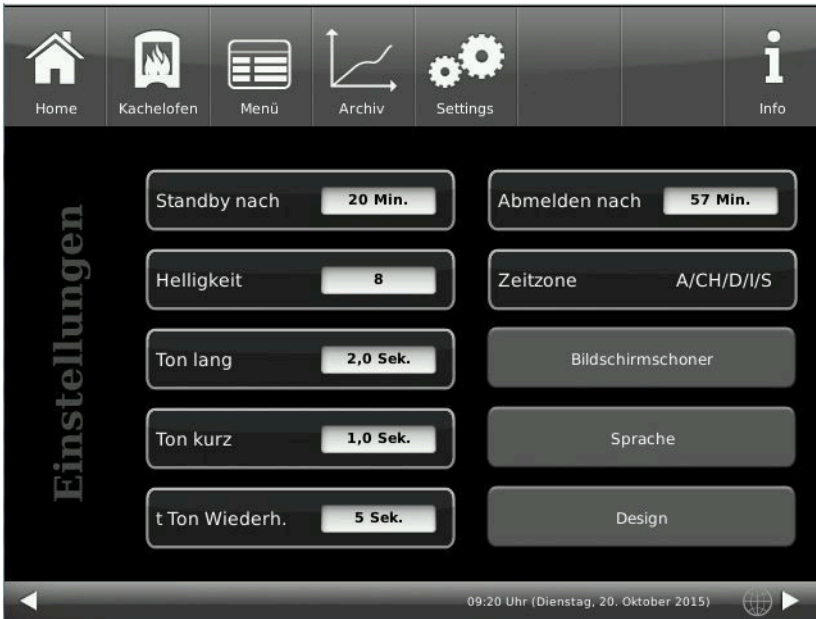 Home Kachelofen Menü Archiv Settings Info
Einstellungen
Standby nach 20 Min.
Abmelden nach 57 Min.
Helligkeit 8
Zeitzone A/CH/D/I/S
Ton lang 2,0 Sek.
Bildschirmschoner
Ton kurz 1,0 Sek.
Sprache
t Ton Wiederh. 5 Sek.
Design
09:20 Uhr (Dienstag, 20. Oktober 2015)